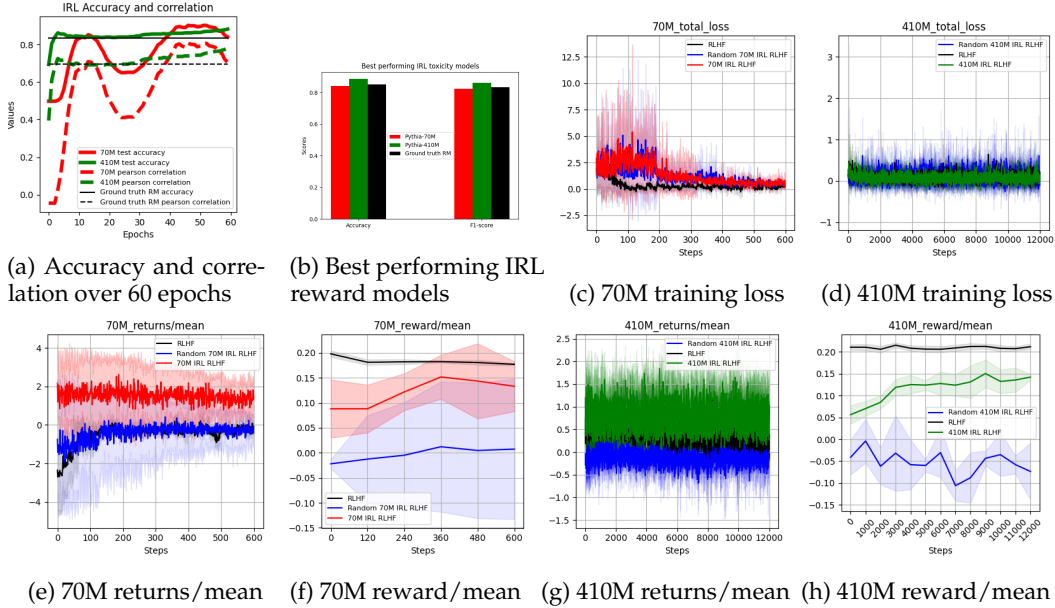 IRL Accuracy and correlation
Values
0.8
0.6
0.4
0.2
0.0
70M test accuracy
410M test accuracy
70M pearson correlation
410M pearson correlation
Ground truth RM accuracy
Ground truth RM pearson correlation
0 10 20 30 40 50 60
Epochs
(a) Accuracy and corre-
lation over 60 epochs
Best performing IRL toxicity models
Scores
0.8
0.6
0.4
0.2
0.0
Pythia-70M
Pythia-410M
Ground truth RM
Accuracy F1-score
(b) Best performing IRL
reward models
70M_total_loss
12.5
10.0
7.5
5.0
2.5
0.0
−2.5
RLHF
Random 70M IRL RLHF
70M IRL RLHF
0 100 200 300 400 500 600
Steps
(c) 70M training loss
410M_total_loss
3
2
1
0
−1
Random 410M IRL RLHF
RLHF
410M IRL RLHF
0 2000 4000 6000 8000 10000 12000
Steps
(d) 410M training loss
70M_returns/mean
4
2
0
−2
−4
RLHF
Random 70M IRL RLHF
70M IRL RLHF
0 100 200 300 400 500 600
Steps
(e) 70M returns/mean
70M_reward/mean
0.20
0.15
0.10
0.05
0.00
−0.05
−0.10
−0.15
RLHF
Random 70M IRL RLHF
70M IRL RLHF
0 120 240 360 480 600
Steps
(f) 70M reward/mean
410M_returns/mean
2.0
1.5
1.0
0.5
0.0
−0.5
−1.0
−1.5
Random 410M IRL RLHF
RLHF
410M IRL RLHF
0 2000 4000 6000 8000 10000 12000
Steps
(g) 410M returns/mean
410M_reward/mean
0.20
0.15
0.10
0.05
0.00
−0.05
−0.10
−0.15
RLHF
Random 410M IRL RLHF
410M IRL RLHF
0 1000 2000 3000 4000 5000 6000 7000 8000 9000 10000 11000 12000
Steps
(h) 410M reward/mean